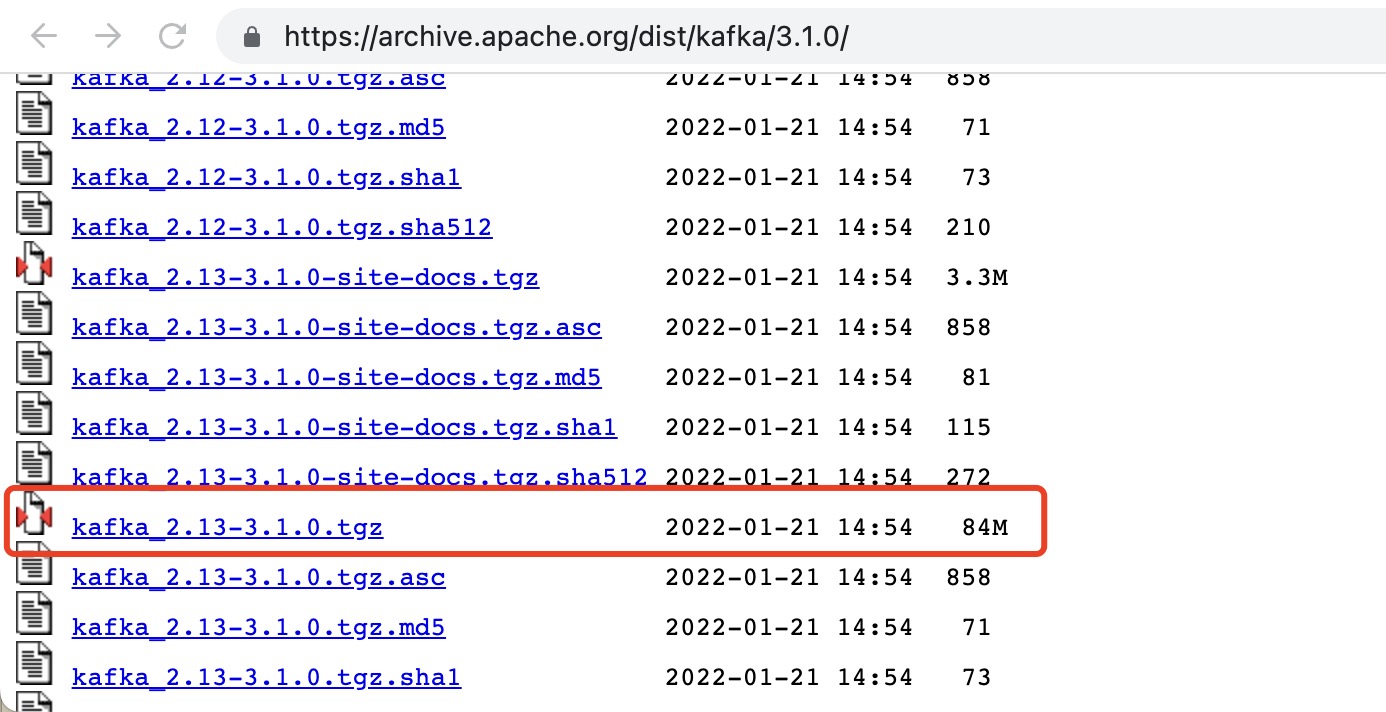 https://archive.apache.org/dist/kafka/3.1.0/
kafka_2.12-3.1.0.tgz.asc 2022-01-21 14:54 858
kafka_2.12-3.1.0.tgz.md5 2022-01-21 14:54 71
kafka_2.12-3.1.0.tgz.sha1 2022-01-21 14:54 73
kafka_2.12-3.1.0.tgz.sha512 2022-01-21 14:54 210
kafka_2.13-3.1.0-site-docs.tgz 2022-01-21 14:54 3.3M
kafka_2.13-3.1.0-site-docs.tgz.asc 2022-01-21 14:54 858
kafka_2.13-3.1.0-site-docs.tgz.md5 2022-01-21 14:54 81
kafka_2.13-3.1.0-site-docs.tgz.sha1 2022-01-21 14:54 115
kafka_2.13-3.1.0-site-docs.tgz.sha512 2022-01-21 14:54 272
kafka_2.13-3.1.0.tgz 2022-01-21 14:54 84M
kafka_2.13-3.1.0.tgz.asc 2022-01-21 14:54 858
kafka_2.13-3.1.0.tgz.md5 2022-01-21 14:54 71
kafka_2.13-3.1.0.tgz.sha1 2022-01-21 14:54 73